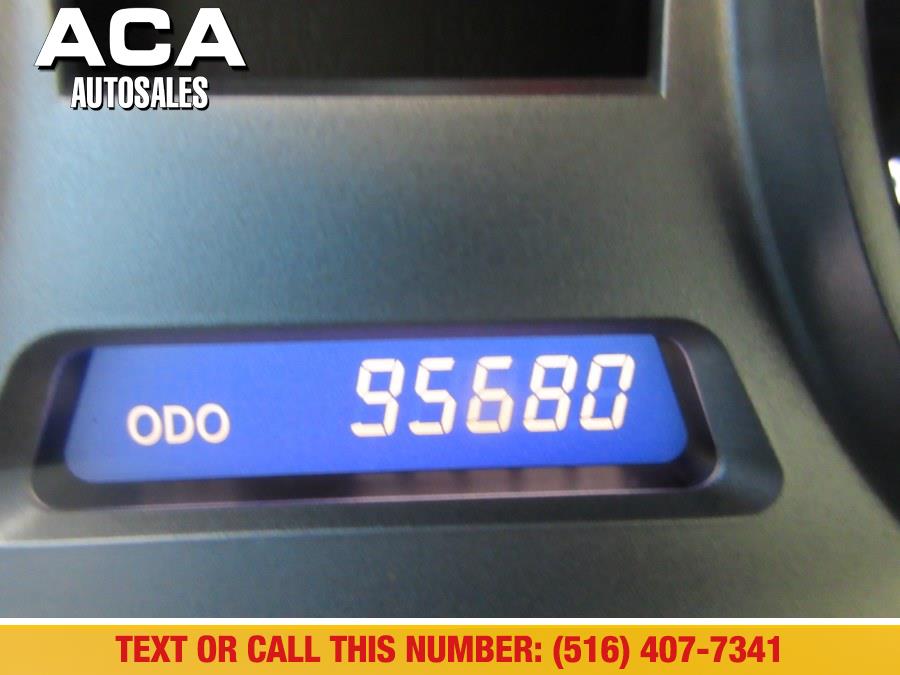 ACA
AUTOSALES
ODO 95680
TEXT OR CALL THIS NUMBER: (516) 407-7341